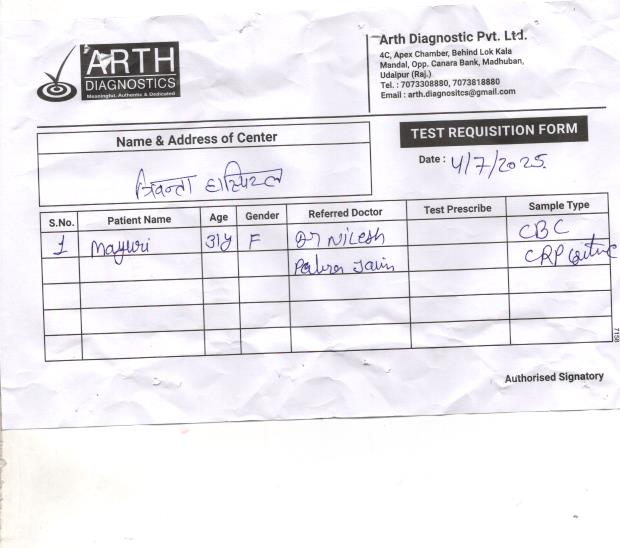 ARTH
DIAGNOSTICS
Meaningful, Authentic & Dedicated
Arth Diagnostic Pvt. Ltd.
4C, Apex Chamber, Behind Lok Kala
Mandal, Opp. Canara Bank, Madhuban,
Udaipur (Raj.)
Tel. : 7073308880, 7073818880
Email : arth.diagnositcs@gmail.com
Name & Address of Center
TEST REQUISITION FORM
Date : 4/7/2025.
हॉस्पिटल
S.No. Patient Name Age Gender Referred Doctor Test Prescribe Sample Type
1 Mayuri 31y F Dr Nilesh CBC
Jain CRP
7158
Authorised Signatory